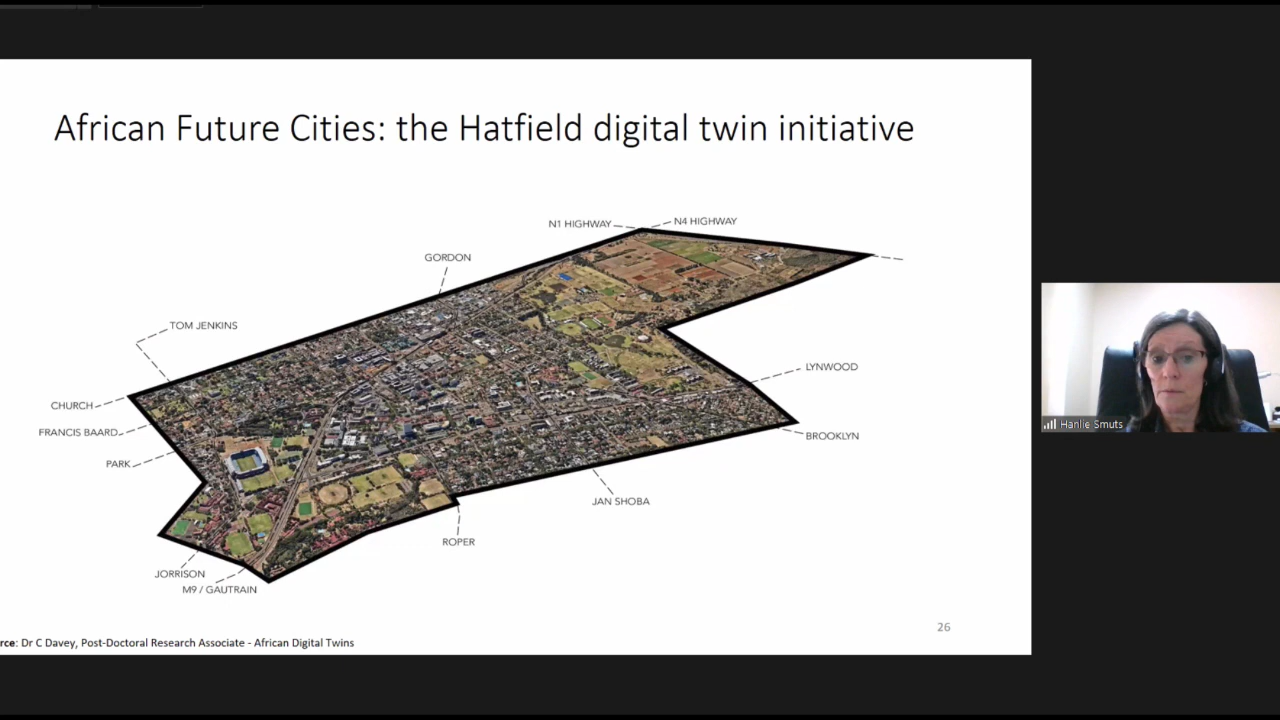 African Future Cities: the Hatfield digital twin initiative
N1 HIGHWAY
N4 HIGHWAY
GORDON
TOM JENKINS
LYNWOOD
CHURCH
FRANCIS BAARD
PARK
BROOKLYN
JAN SHOBA
ROPER
JORRISON
M9 / GAUTRAIN
26
rce: Dr C Davey, Post-Doctoral Research Associate - African Digital Twins
Hanlie Smuts